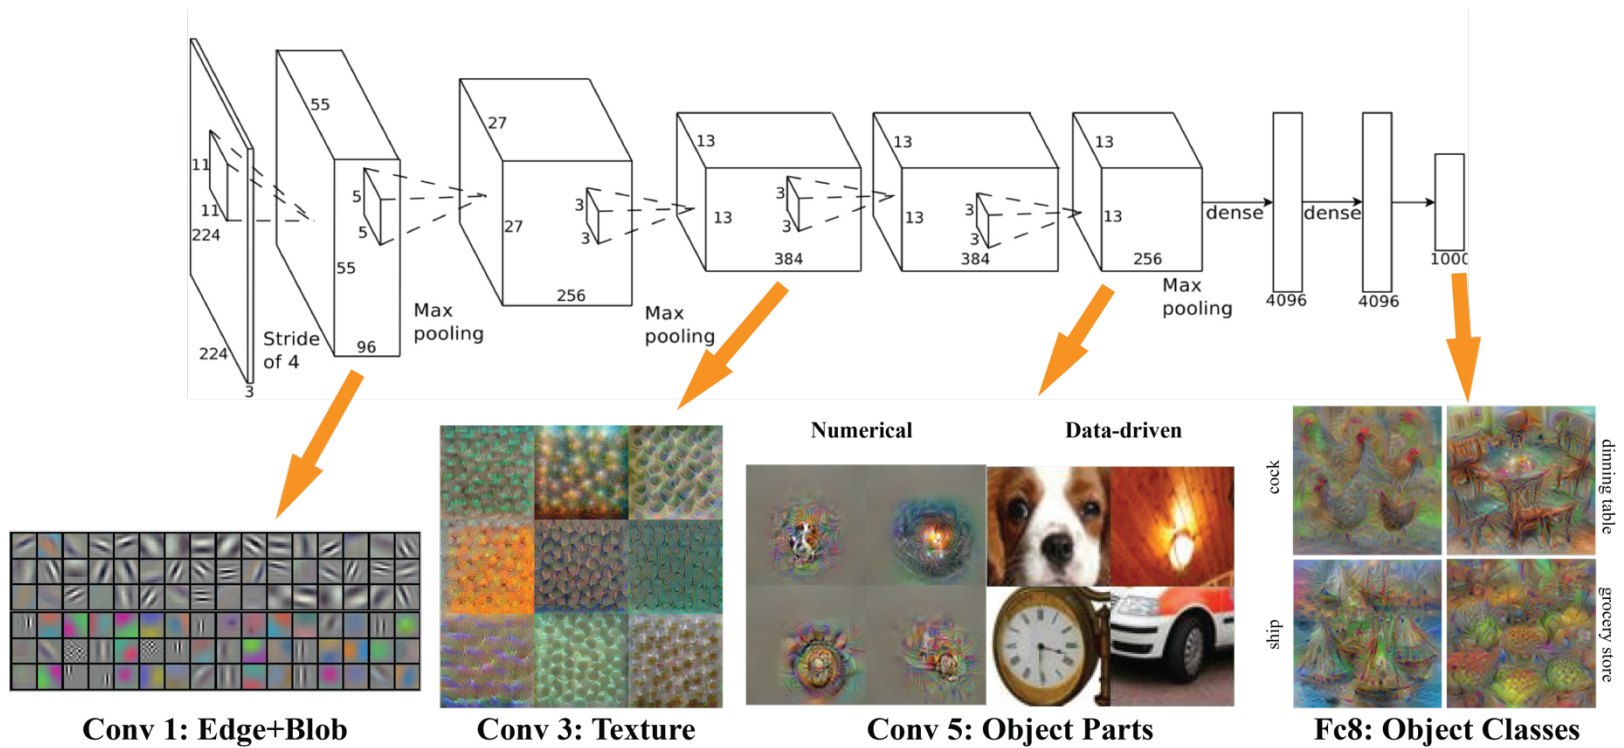 55
27
13
13
13
11
5
3
3
3
11
5
3
3
3
224
27
13
13
13
dense
dense
55
384
384
256
1000
256
Max
pooling
4096
4096
Max
pooling
Max
pooling
Stride
of 4
224
96
3
Numerical
Data-driven
cock
dinning table
ship
grocery store
Conv 1: Edge+Blob
Conv 3: Texture
Conv 5: Object Parts
Fc8: Object Classes